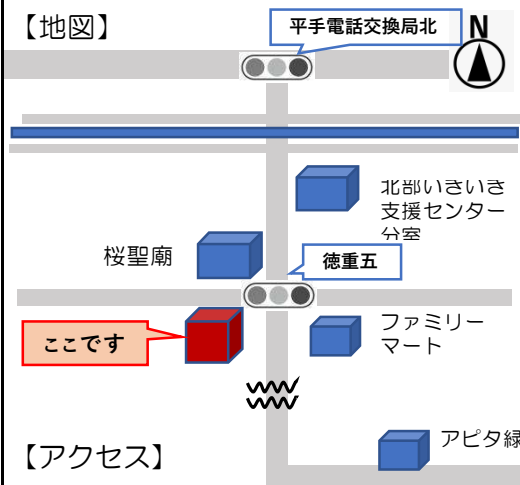 【地図】
平手電話交換局北
N
北部いきいき
支援センター
分室
桜聖廟
徳重五
ここです
ファミリー
マート
アピタ緑
【アクセス】